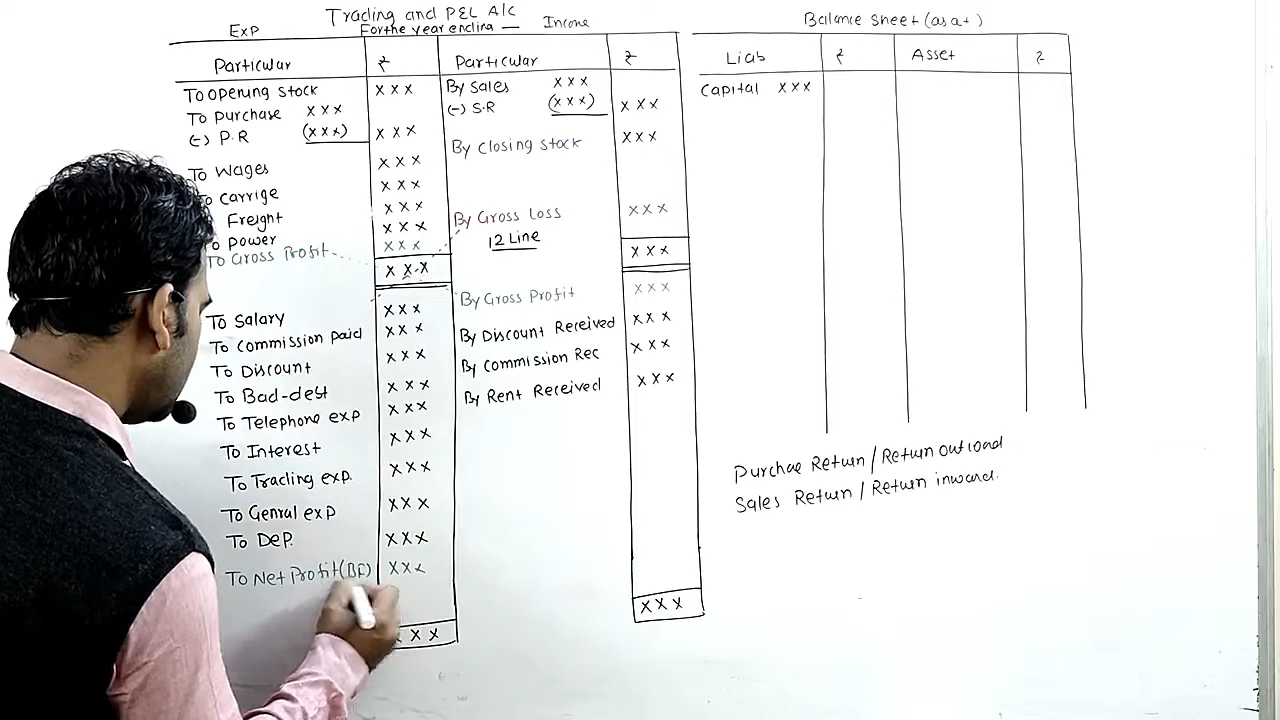 Trading and P&L A/c
For the year ending —
Exp
Income
Particular ₹ Particular ₹
To Opening Stock xxx
To Purchase xxx
(-) P.R (xxx) xxx
To Wages xxx
To Carrige xxx
Freight xxx
To Power xxx
To Gross Profit xxx
xxx
To Salary xxx
To Commission Paid xxx
To Discount xxx
To Bad-dest xxx
To Telephone exp xxx
To Interest xxx
To Trading exp. xxx
To Genral exp xxx
To Dep. xxx
To Net Profit (BF) xxx
xx
By Sales xxx
(-) S.R (xxx) xxx
By Closing Stock xxx
By Gross Loss xxx
12 Line
xxx
By Gross Profit xxx
By Discount Received xxx
By Commission Rec xxx
By Rent Received xxx
xxx
Balance Sheet (as at)
Liab ₹ Asset ₹
Capital xxx
Purchae Return / Return outward
Sales Return / Return inward.